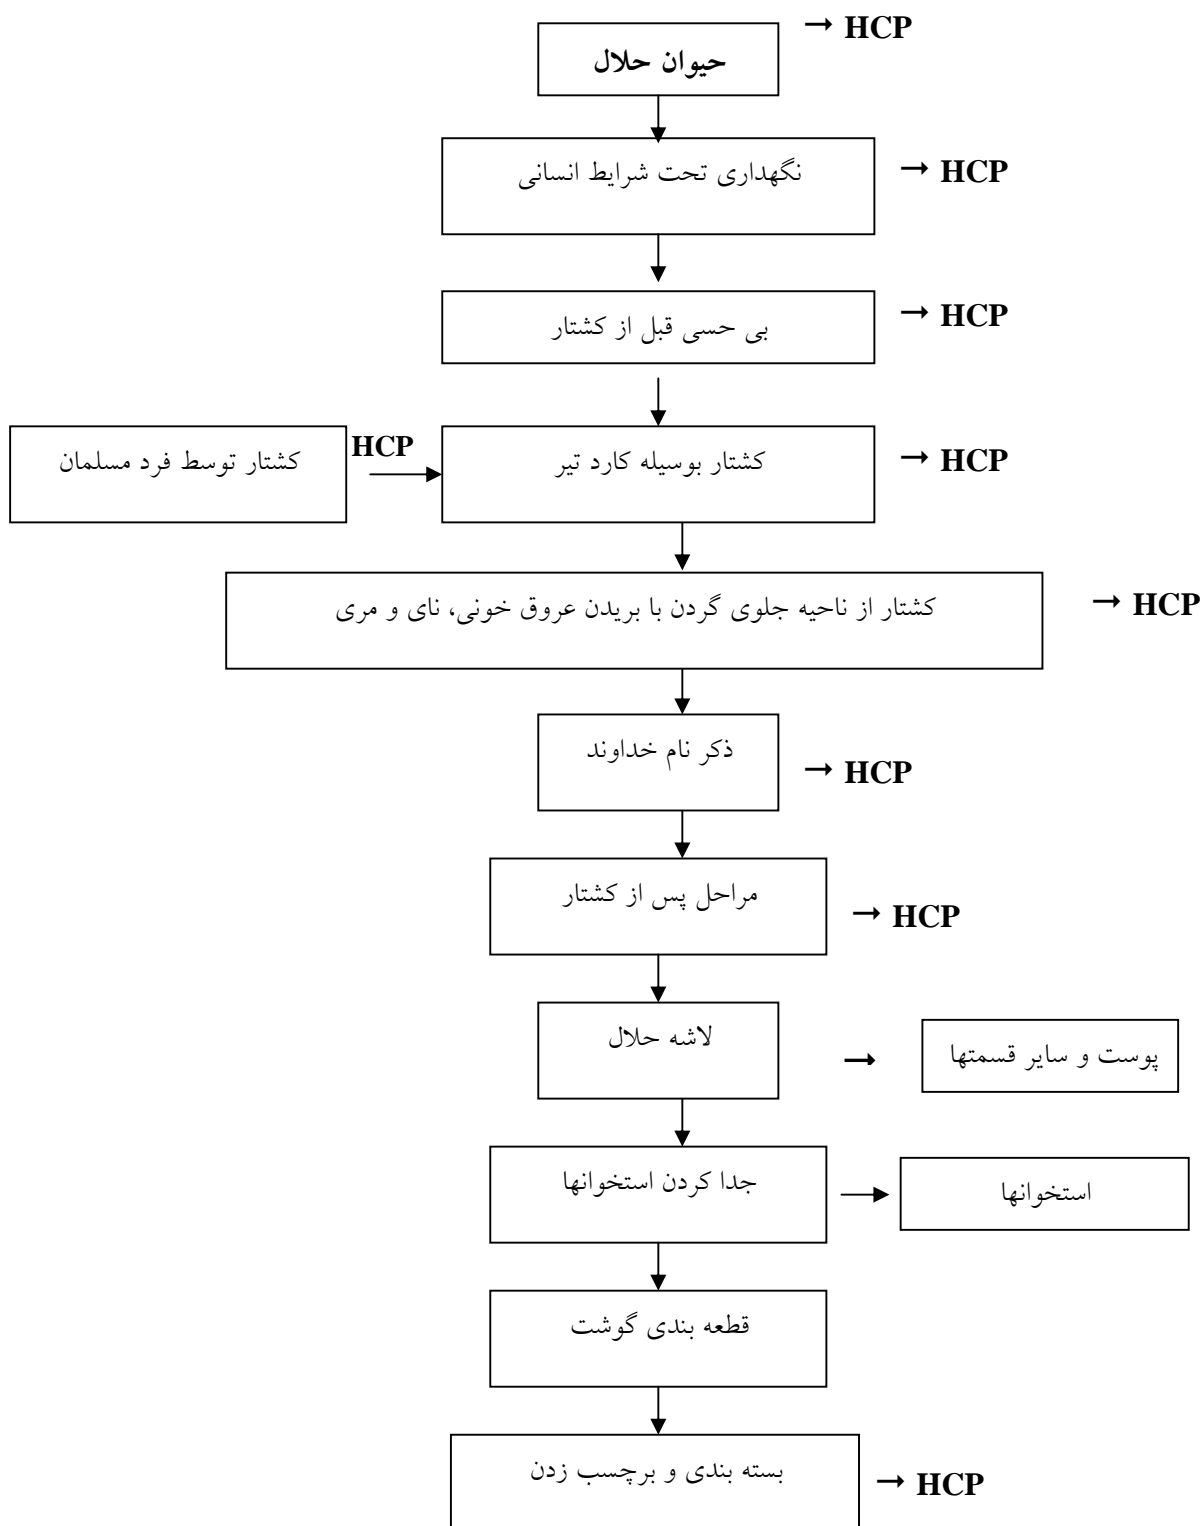 → HCP
حیوان حلال
نگهداری تحت شرایط انسانی
→ HCP
بی حسی قبل از کشتار
→ HCP
کشتار توسط فرد مسلمان
HCP
کشتار بوسیله کارد تیر
→ HCP
کشتار از ناحیه جلوی گردن با بریدن عروق خونی، نای و مری
→ HCP
ذکر نام خداوند
→ HCP
مراحل پس از کشتار
→ HCP
لاشه حلال
→
پوست و سایر قسمتها
جدا کردن استخوانها
استخوانها
قطعه بندی گوشت
بسته بندی و برچسب زدن
→ HCP